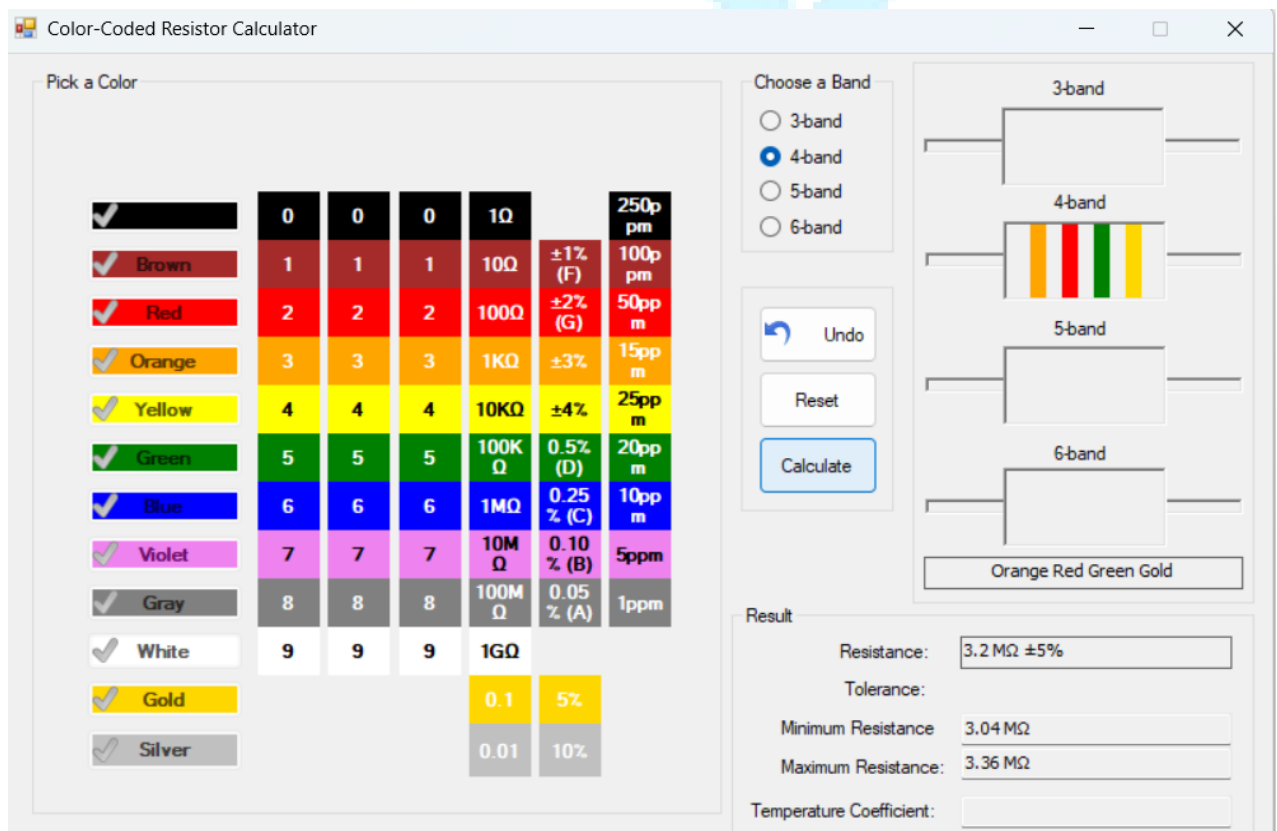 Color-Coded Resistor Calculator
Pick a Color
0 0 0 1Ω 250p
pm
Brown 1 1 1 10Ω ±1%
(F) 100p
pm
Red 2 2 2 100Ω ±2%
(G) 50pp
m
Orange 3 3 3 1KΩ ±3% 15pp
m
Yellow 4 4 4 10KΩ ±4% 25pp
m
Green 5 5 5 100K
Ω 0.5%
(D) 20pp
m
Blue 6 6 6 1MΩ 0.25
% (C) 10pp
m
Violet 7 7 7 10M
Ω 0.10
% (B) 5ppm
Gray 8 8 8 100M
Ω 0.05
% (A) 1ppm
White 9 9 9 1GΩ
Gold 0.1 5%
Silver 0.01 10%
Choose a Band
3-band
4-band
5-band
6-band
Undo
Reset
Calculate
3-band
4-band
5-band
6-band
Orange Red Green Gold
Result
Resistance: 3.2 MΩ ±5%
Tolerance:
Minimum Resistance 3.04 MΩ
Maximum Resistance: 3.36 MΩ
Temperature Coefficient: